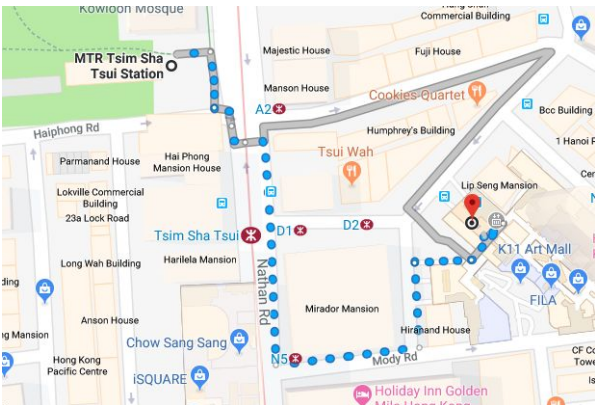 Kowloon Mosque
Hung Shun
Commercial Building
MTR Tsim Sha
Tsui Station
Majestic House
Fuji House
Manson House
Cookies Quartet
A2
Bcc Building
Haiphong Rd
Humphrey's Building
1 Hanoi
Parmanand House
Hai Phong
Mansion House
Tsui Wah
Lip Seng Mansion
Lokville Commercial
Building
23a Lock Road
Tsim Sha Tsui
D1
D2
K11 Art Mall
Long Wah Building
Harilela Mansion
Nathan Rd
FILA
Mirador Mansion
Anson House
Hiranand House
Chow Sang Sang
Mansion
N5
Mody Rd
Hong Kong
Pacific Centre
iSQUARE
CF Co
Tower
Holiday Inn Golden
Mile Hong Kong